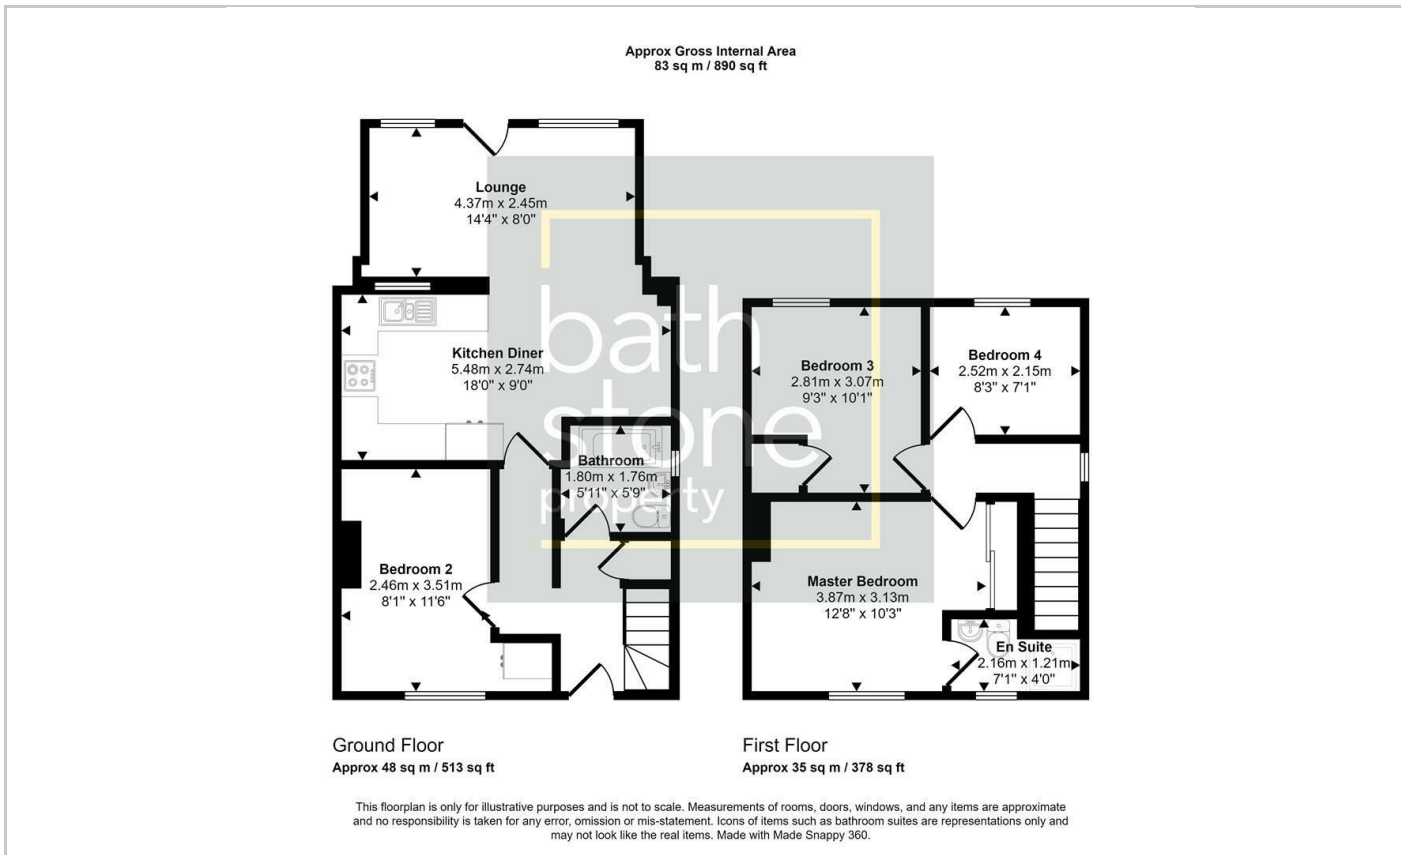 Approx Gross Internal Area
83 sq m / 890 sq ft
Lounge
4.37m x 2.45m
14'4" x 8'0"
bath
stone
property
Kitchen Diner
5.48m x 2.74m
18'0" x 9'0"
Bathroom
1.80m x 1.76m
5'11" x 5'9"
Bedroom 2
2.46m x 3.51m
8'1" x 11'6"
Bedroom 3
2.81m x 3.07m
9'3" x 10'1"
Bedroom 4
2.52m x 2.15m
8'3" x 7'1"
Master Bedroom
3.87m x 3.13m
12'8" x 10'3"
En Suite
2.16m x 1.21m
7'1" x 4'0"
Ground Floor
Approx 48 sq m / 513 sq ft
First Floor
Approx 35 sq m / 378 sq ft
This floorplan is only for illustrative purposes and is not to scale. Measurements of rooms, doors, windows, and any items are approximate
and no responsibility is taken for any error, omission or mis-statement. Icons of items such as bathroom suites are representations only and
may not look like the real items. Made with Made Snappy 360.